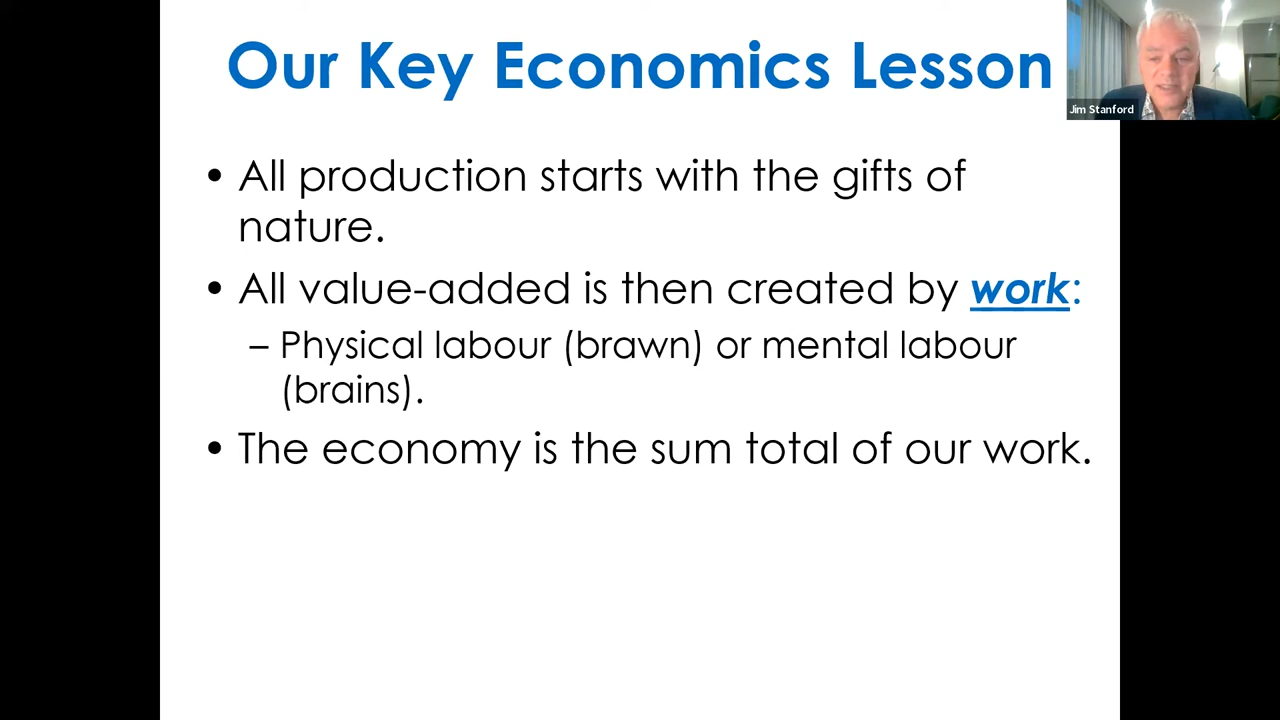 Our Key Economics Lesson
Jim Stanford
• All production starts with the gifts of
nature.
• All value-added is then created by work:
– Physical labour (brawn) or mental labour
(brains).
• The economy is the sum total of our work.